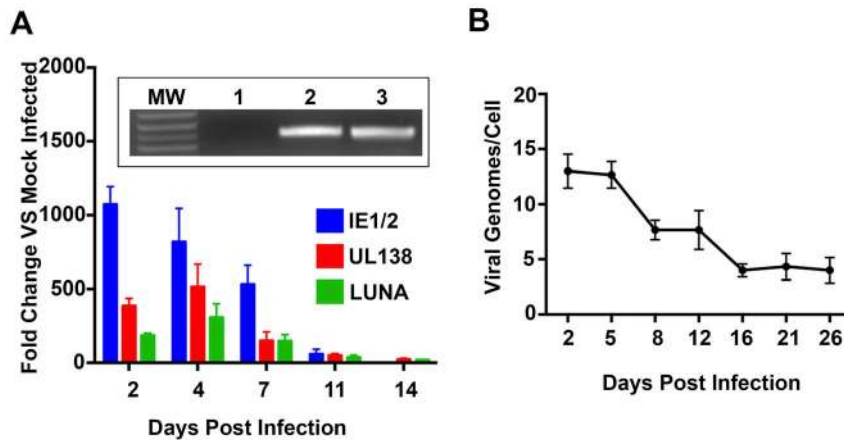 A
2000
1500
1000
500
0
Fold Change VS Mock Infected
MW 1 2 3
IE1/2
UL138
LUNA
2 4 7 11 14
Days Post Infection
B
20
15
10
5
0
Viral Genomes/Cell
2 5 8 12 16 21 26
Days Post Infection